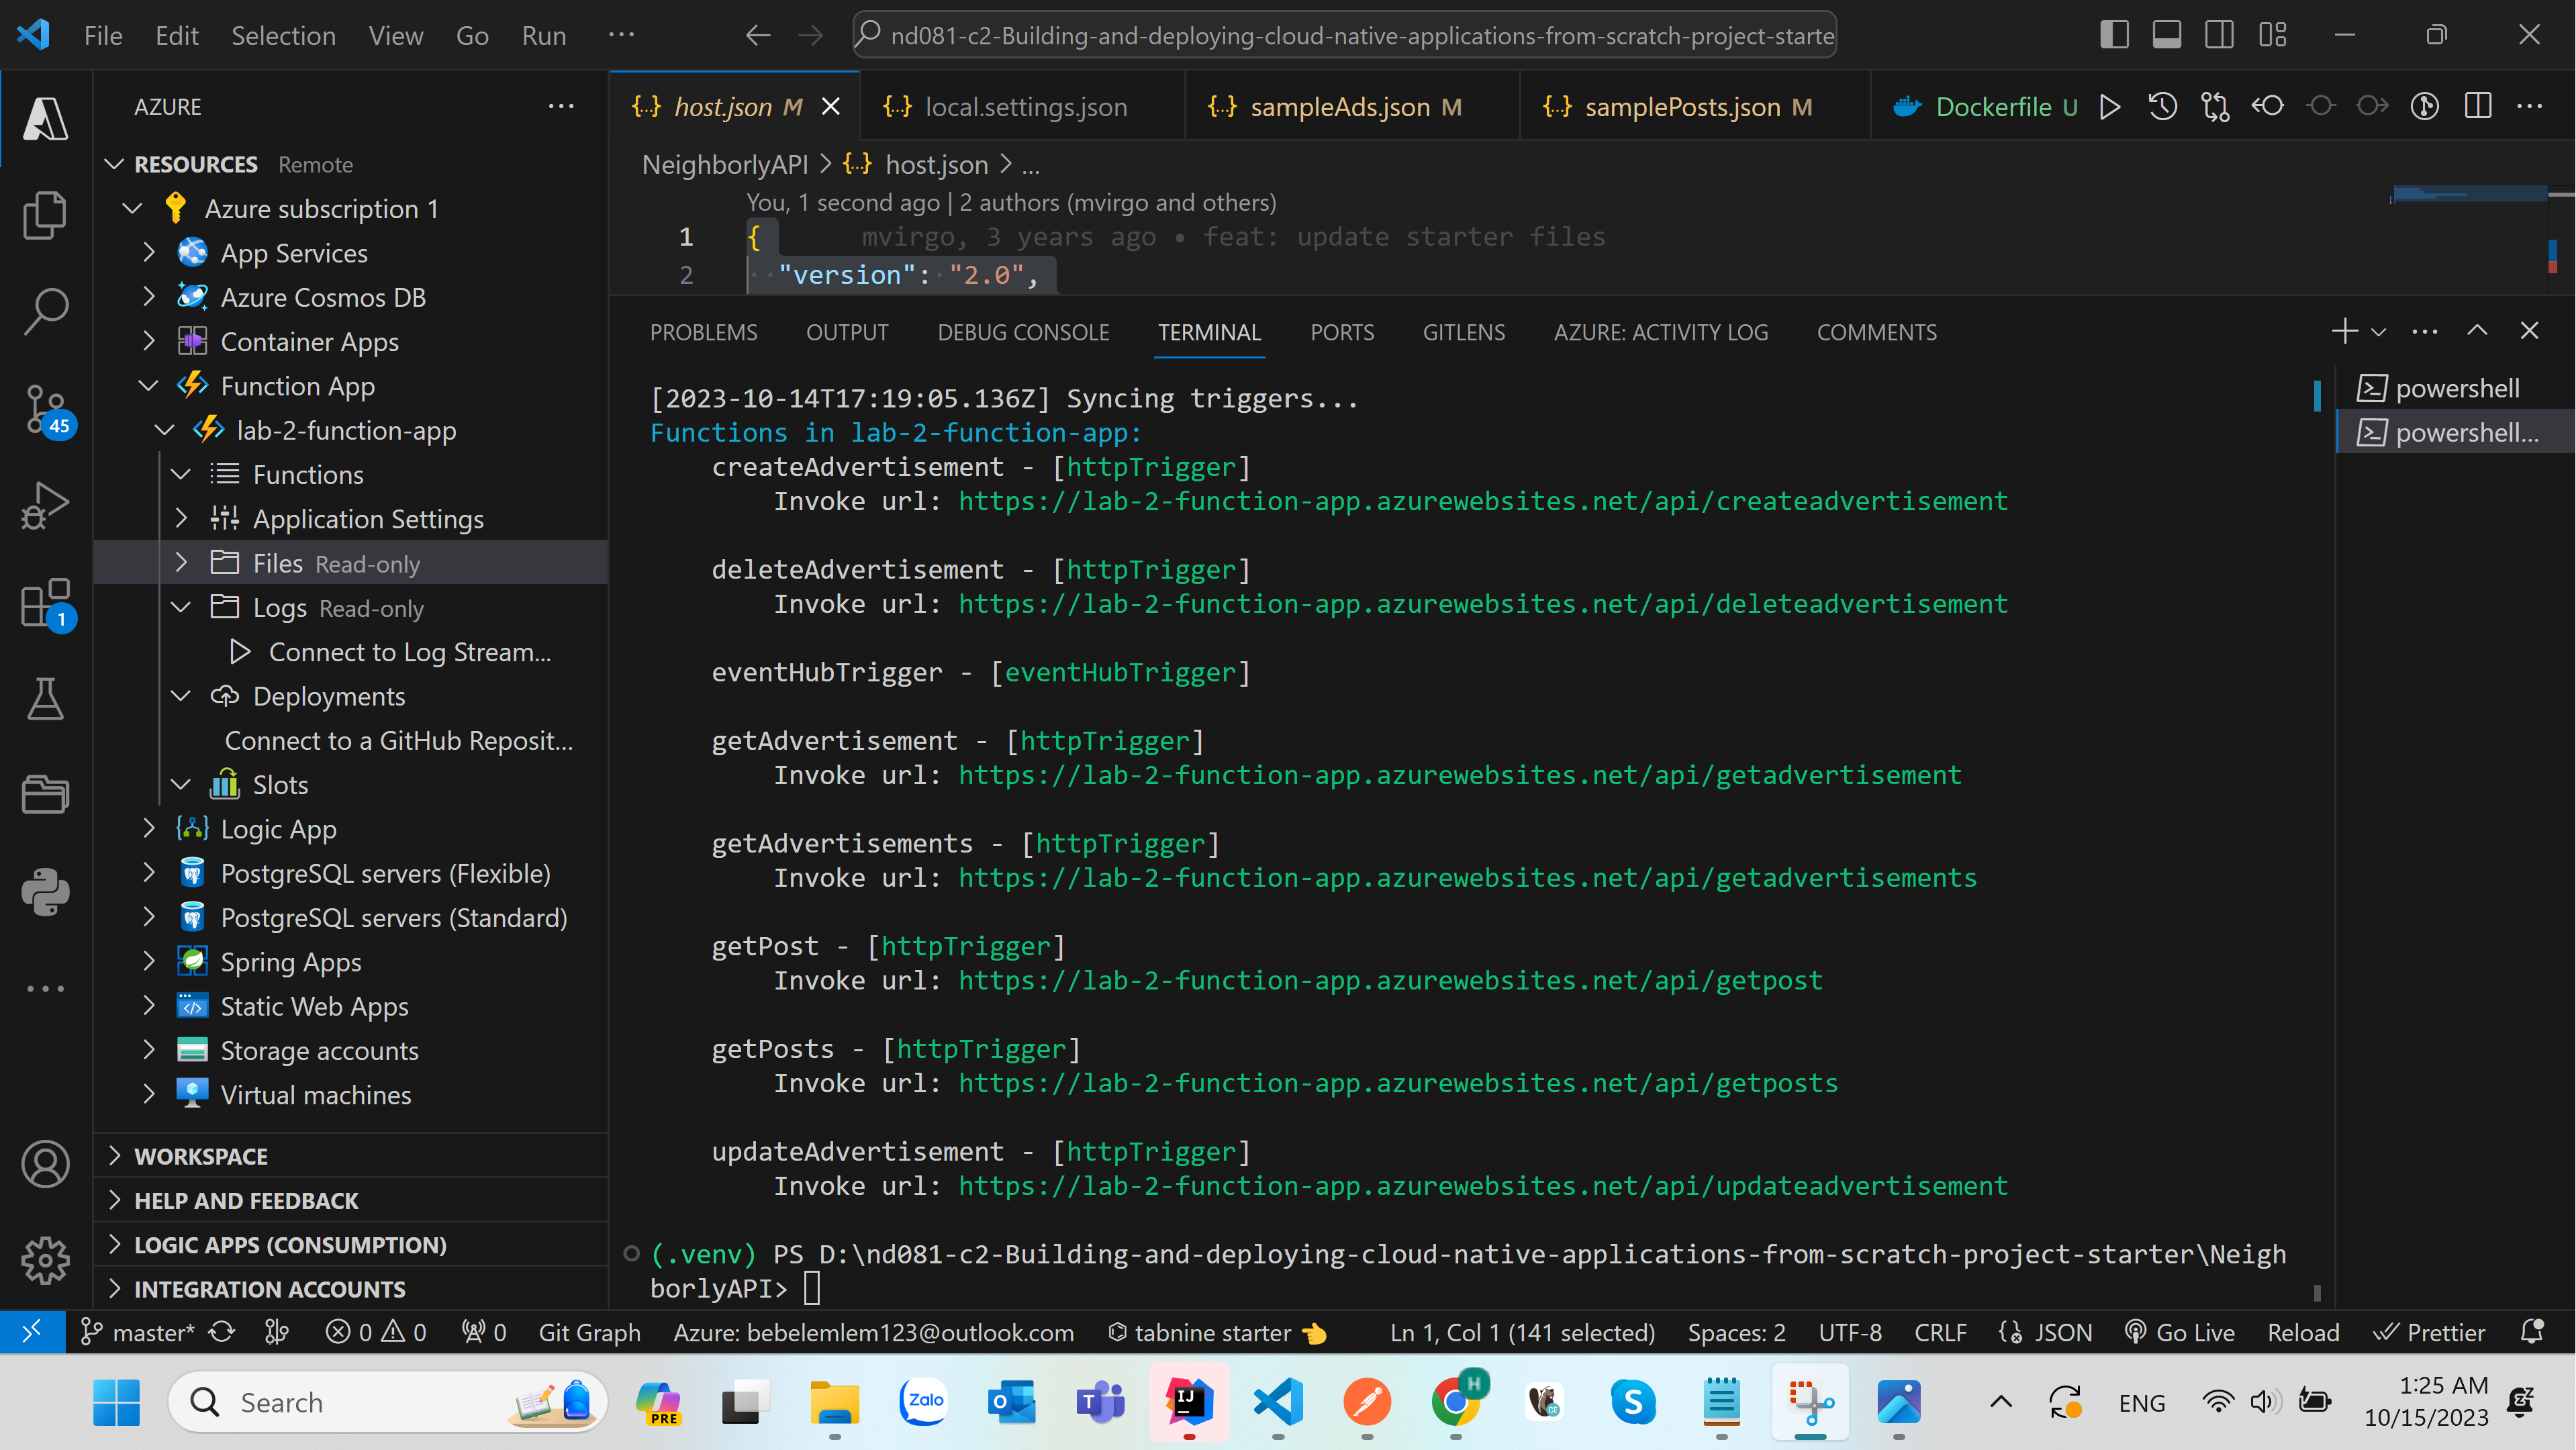 File Edit Selection View Go Run ...
nd081-c2-Building-and-deploying-cloud-native-applications-from-scratch-project-starte
AZURE
RESOURCES Remote
Azure subscription 1
App Services
Azure Cosmos DB
Container Apps
Function App
lab-2-function-app
Functions
Application Settings
Files Read-only
Logs Read-only
Connect to Log Stream...
Deployments
Connect to a GitHub Reposit...
Slots
Logic App
PostgreSQL servers (Flexible)
PostgreSQL servers (Standard)
Spring Apps
Static Web Apps
Storage accounts
Virtual machines
WORKSPACE
HELP AND FEEDBACK
LOGIC APPS (CONSUMPTION)
INTEGRATION ACCOUNTS
45
1
{..} host.json M
{..} local.settings.json
{..} sampleAds.json M
{..} samplePosts.json M
Dockerfile U
NeighborlyAPI > {..} host.json > ...
You, 1 second ago | 2 authors (mvirgo and others)
1 { mvirgo, 3 years ago • feat: update starter files
2 "version": "2.0",
PROBLEMS OUTPUT DEBUG CONSOLE TERMINAL PORTS GITLENS AZURE: ACTIVITY LOG COMMENTS
powershell
powershell...
[2023-10-14T17:19:05.136Z] Syncing triggers...
Functions in lab-2-function-app:
createAdvertisement - [httpTrigger]
Invoke url: https://lab-2-function-app.azurewebsites.net/api/createadvertisement
deleteAdvertisement - [httpTrigger]
Invoke url: https://lab-2-function-app.azurewebsites.net/api/deleteadvertisement
eventHubTrigger - [eventHubTrigger]
getAdvertisement - [httpTrigger]
Invoke url: https://lab-2-function-app.azurewebsites.net/api/getadvertisement
getAdvertisements - [httpTrigger]
Invoke url: https://lab-2-function-app.azurewebsites.net/api/getadvertisements
getPost - [httpTrigger]
Invoke url: https://lab-2-function-app.azurewebsites.net/api/getpost
getPosts - [httpTrigger]
Invoke url: https://lab-2-function-app.azurewebsites.net/api/getposts
updateAdvertisement - [httpTrigger]
Invoke url: https://lab-2-function-app.azurewebsites.net/api/updateadvertisement
(.venv) PS D:\nd081-c2-Building-and-deploying-cloud-native-applications-from-scratch-project-starter\Neigh
borlyAPI>
master* 0 0 0 Git Graph Azure: bebelemlem123@outlook.com tabnine starter Ln 1, Col 1 (141 selected) Spaces: 2 UTF-8 CRLF JSON Go Live Reload Prettier
Search
PRE
Zalo
O
T
IJ
H
CE
S
ENG
1:25 AM
10/15/2023